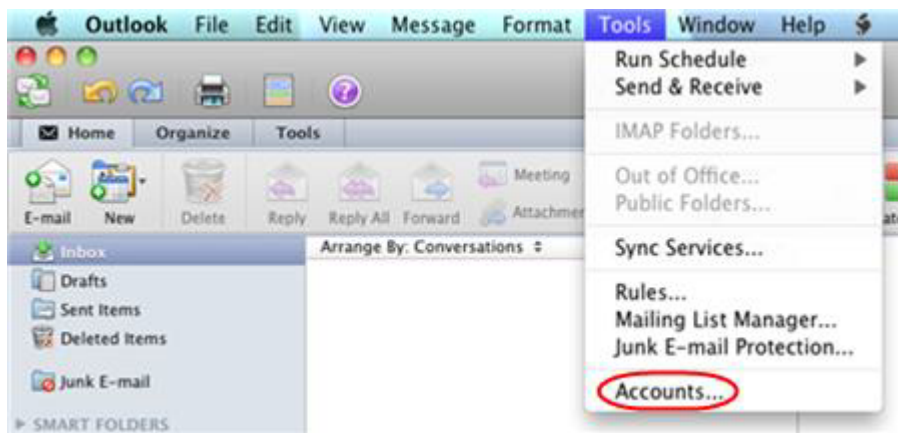 Outlook File Edit View Message Format Tools Window Help
Run Schedule
Send & Receive
IMAP Folders...
Out of Office...
Public Folders...
Sync Services...
Rules...
Mailing List Manager...
Junk E-mail Protection...
Accounts...
Home Organize Tools
E-mail New Delete Reply Reply All Forward
Meeting
Inbox
Drafts
Sent Items
Deleted Items
Junk E-mail
SMART FOLDERS
Arrange By: Conversations